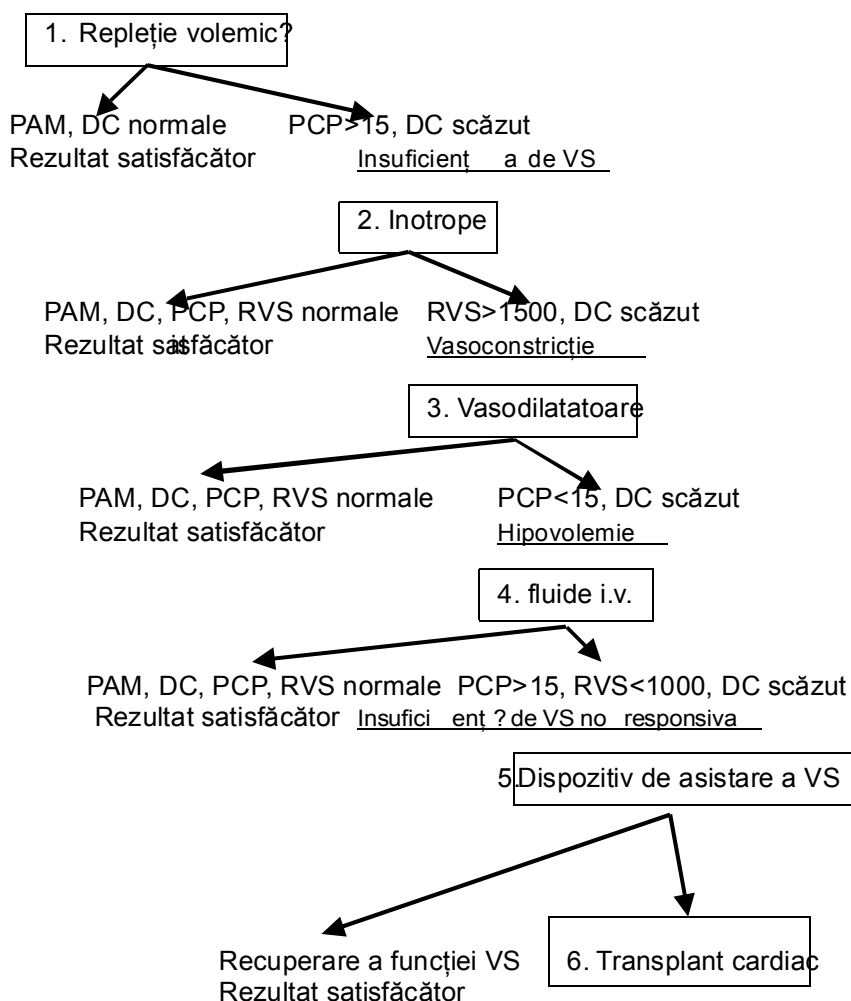 1. Repleție volemic?
PAM, DC normale
Rezultat satisfăcător
PCP>15, DC scăzut
Insuficienț a de VS
2. Inotrope
PAM, DC, PCP, RVS normale
Rezultat satisfăcător
RVS>1500, DC scăzut
Vasoconstricție
3. Vasodilatatoare
PAM, DC, PCP, RVS normale
Rezultat satisfăcător
PCP<15, DC scăzut
Hipovolemie
4. fluide i.v.
PAM, DC, PCP, RVS normale
Rezultat satisfăcător
PCP>15, RVS<1000, DC scăzut
Insufici enț ? de VS no responsiva
5.Dispozitiv de asistare a VS
Recuperare a funcției VS
Rezultat satisfăcător
6. Transplant cardiac